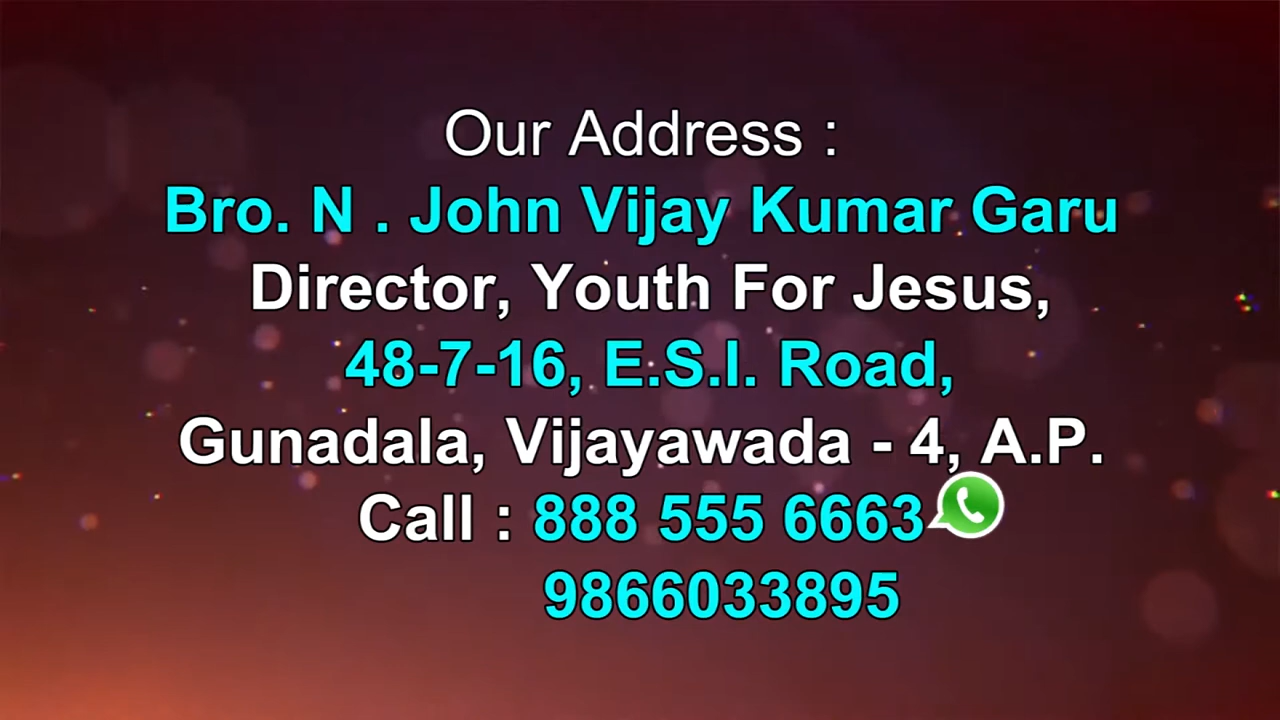 Our Address :
Bro. N . John Vijay Kumar Garu
Director, Youth For Jesus,
48-7-16, E.S.I. Road,
Gunadala, Vijayawada - 4, A.P.
Call : 888 555 6663
9866033895